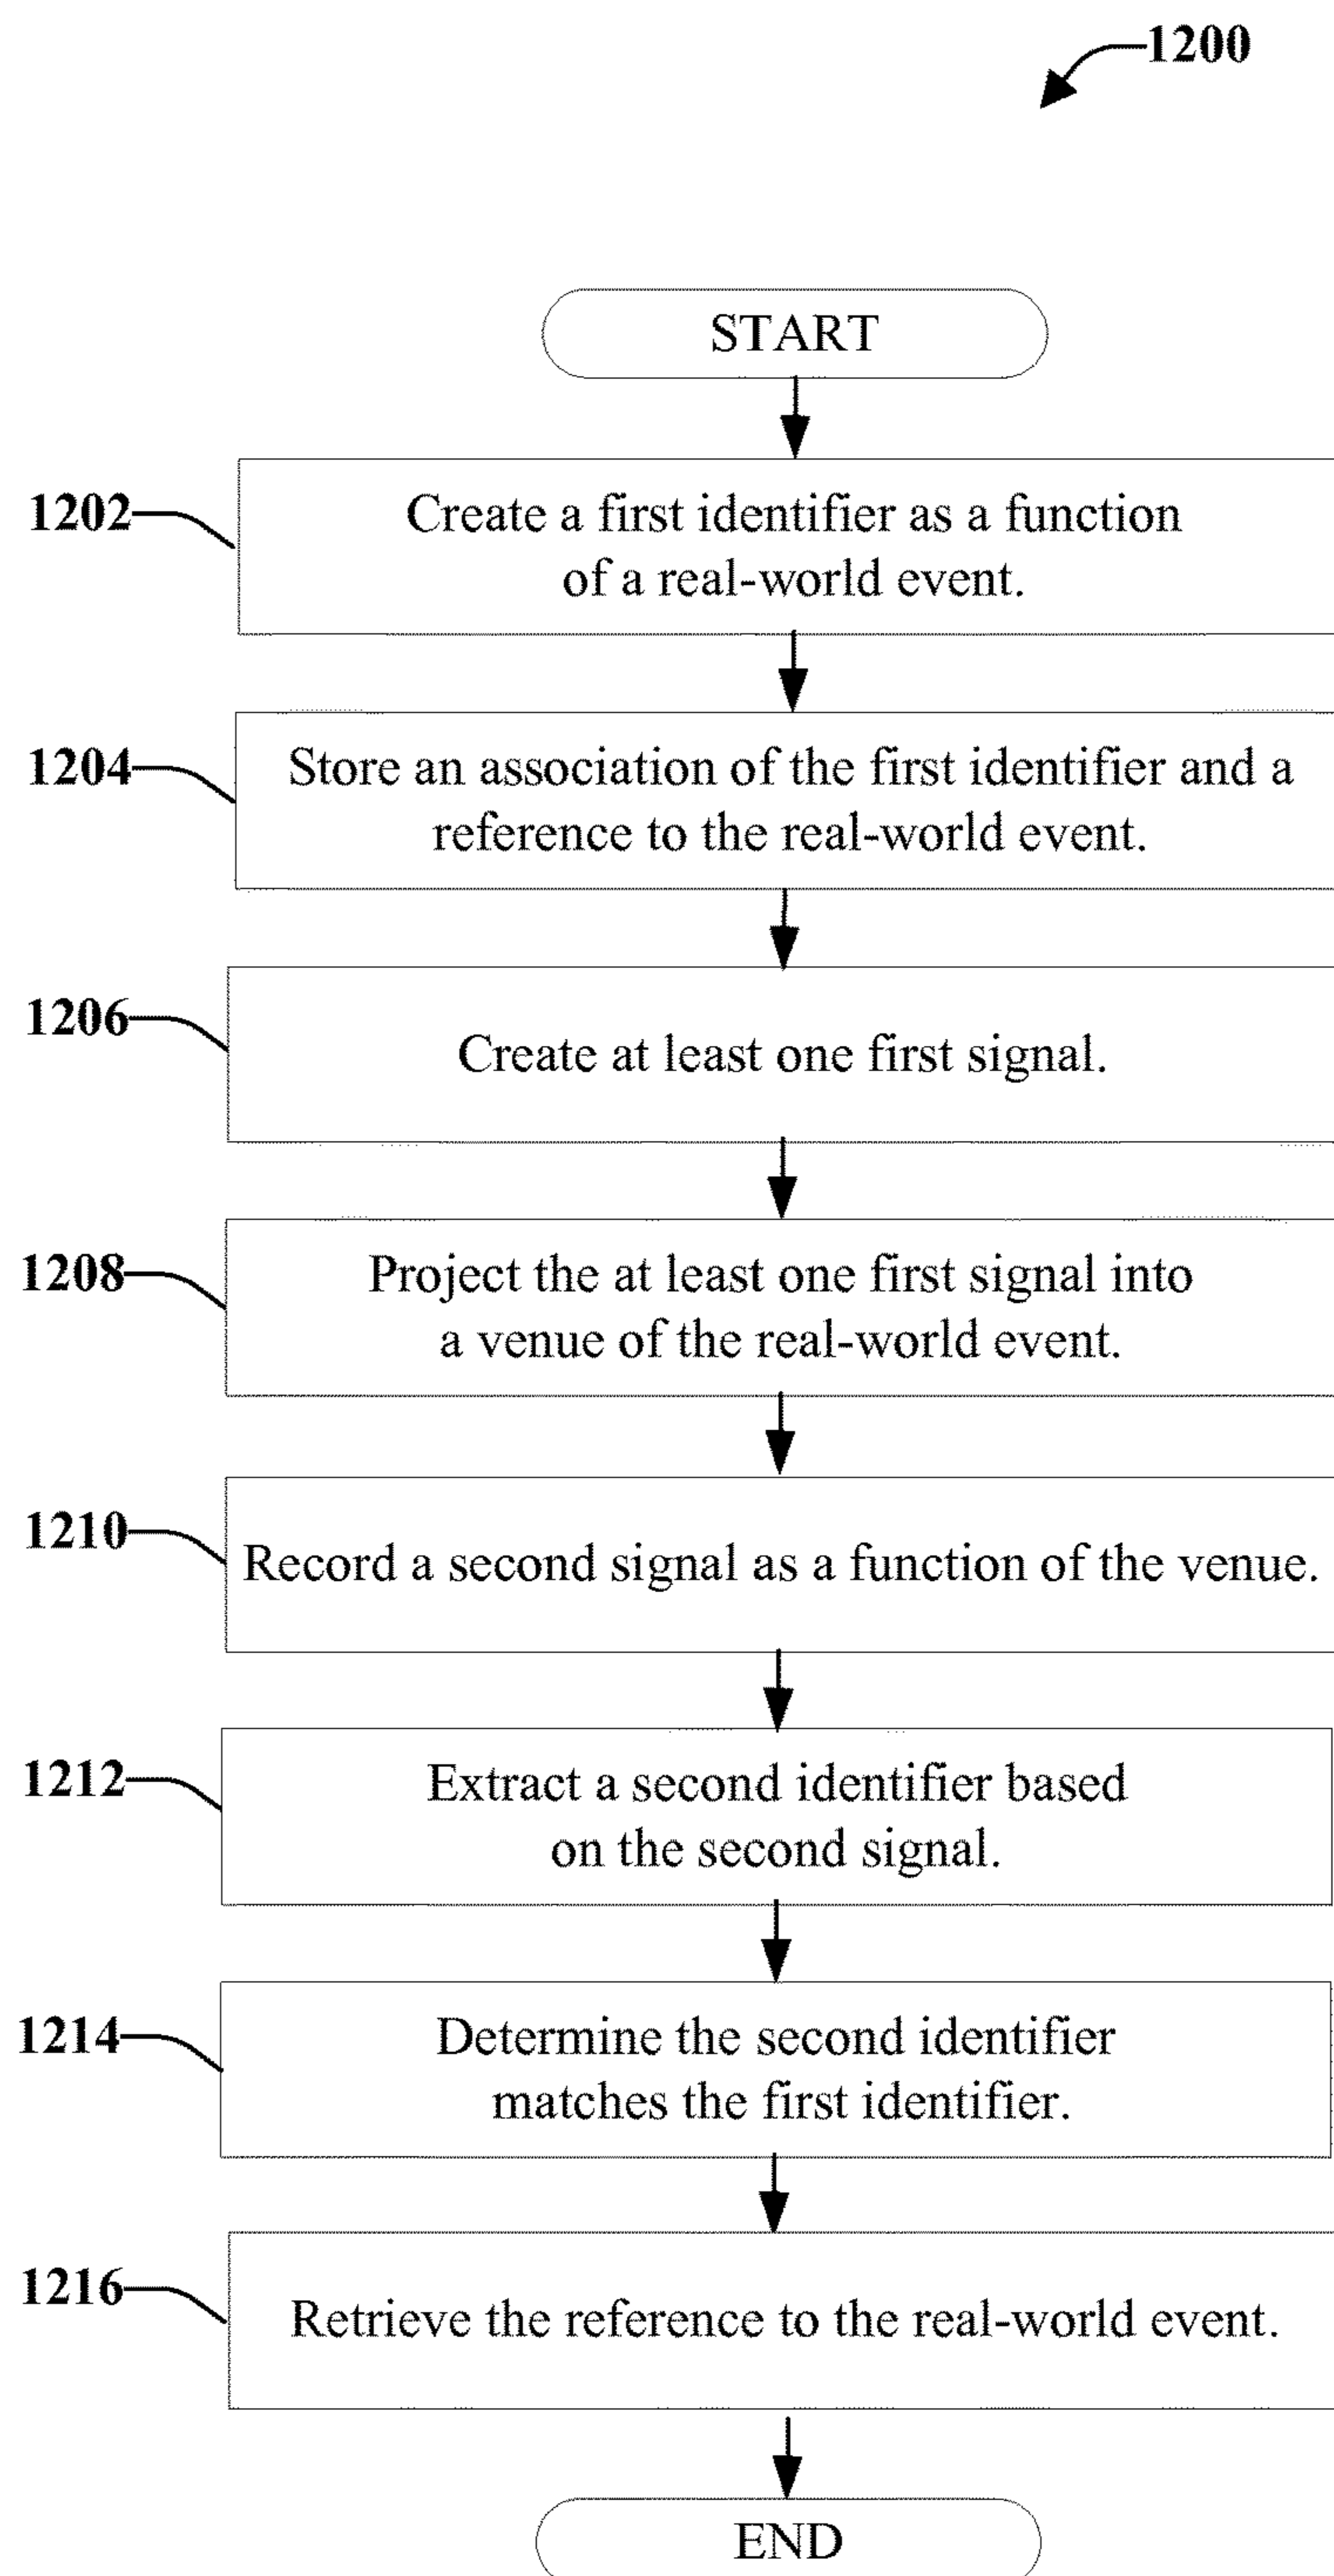 1200
START
1202
Create a first identifier as a function
of a real-world event.
1204
Store an association of the first identifier and a
reference to the real-world event.
1206
Create at least one first signal.
1208
Project the at least one first signal into
a venue of the real-world event.
1210
Record a second signal as a function of the venue.
1212
Extract a second identifier based
on the second signal.
1214
Determine the second identifier
matches the first identifier.
1216
Retrieve the reference to the real-world event.
END